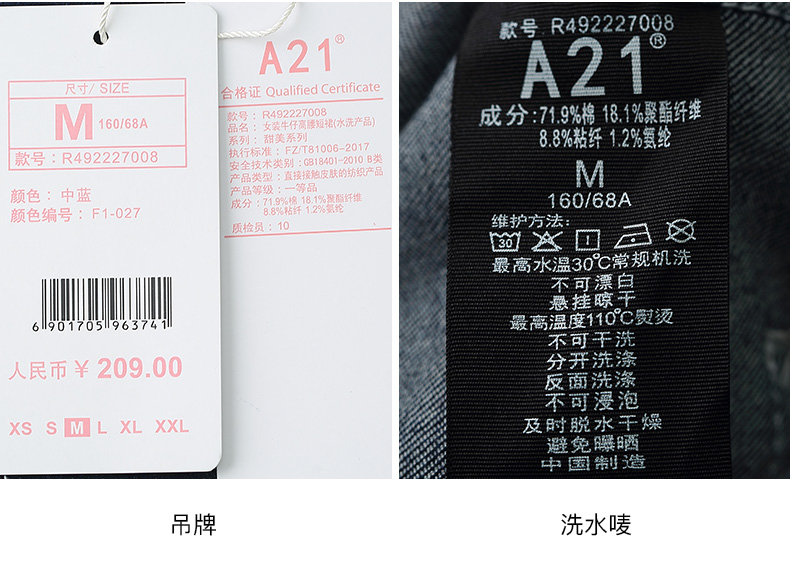 尺寸/ SIZE
M 160/68A
款号：R492227008
颜色：中蓝
颜色编号：F1-027
6 901705 963741
人民币 ¥ 209.00
XS S M L XL XXL
A21®
合格证 Qualified Certificate
款号：R492227008
品名：女装牛仔高腰短裙(水洗产品)
系列：甜美系列
执行标准：FZ/T81006-2017
安全技术类别：GB18401-2010 B类
产品类型：直接接触皮肤的纺织产品
产品等级：一等品
成分：71.9%棉 18.1%聚酯纤维
8.8%粘纤 1.2%氨纶
质检员：10
款号 R492227008
A21®
成分:71.9%棉 18.1%聚酯纤维
8.8%粘纤 1.2%氨纶
M
160/68A
维护方法:
30
最高水温30℃常规机洗
不可漂白
悬挂晾干
最高温度110℃熨烫
不可干洗
分开洗涤
反面洗涤
不可浸泡
及时脱水干燥
避免曝晒
中国制造
吊牌
洗水唛